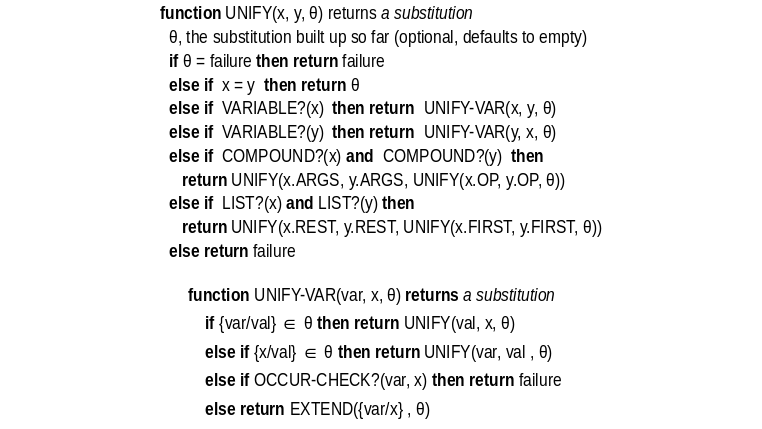 function UNIFY(x, y, θ) returns a substitution
θ, the substitution built up so far (optional, defaults to empty)
if θ = failure then return failure
else if x = y then return θ
else if VARIABLE?(x) then return UNIFY-VAR(x, y, θ)
else if VARIABLE?(y) then return UNIFY-VAR(y, x, θ)
else if COMPOUND?(x) and COMPOUND?(y) then
return UNIFY(x.ARGS, y.ARGS, UNIFY(x.OP, y.OP, θ))
else if LIST?(x) and LIST?(y) then
return UNIFY(x.REST, y.REST, UNIFY(x.FIRST, y.FIRST, θ))
else return failure
function UNIFY-VAR(var, x, θ) returns a substitution
if {var/val} ∈ θ then return UNIFY(val, x, θ)
else if {x/val} ∈ θ then return UNIFY(var, val , θ)
else if OCCUR-CHECK?(var, x) then return failure
else return EXTEND({var/x} , θ)